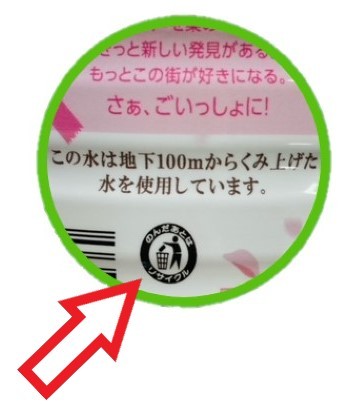 っと新しい発見がある
もっとこの街が好きになる。
さぁ、ごいっしょに!
この水は地下100mからくみ上げた
水を使用しています。
のんだあとは
リサイクル